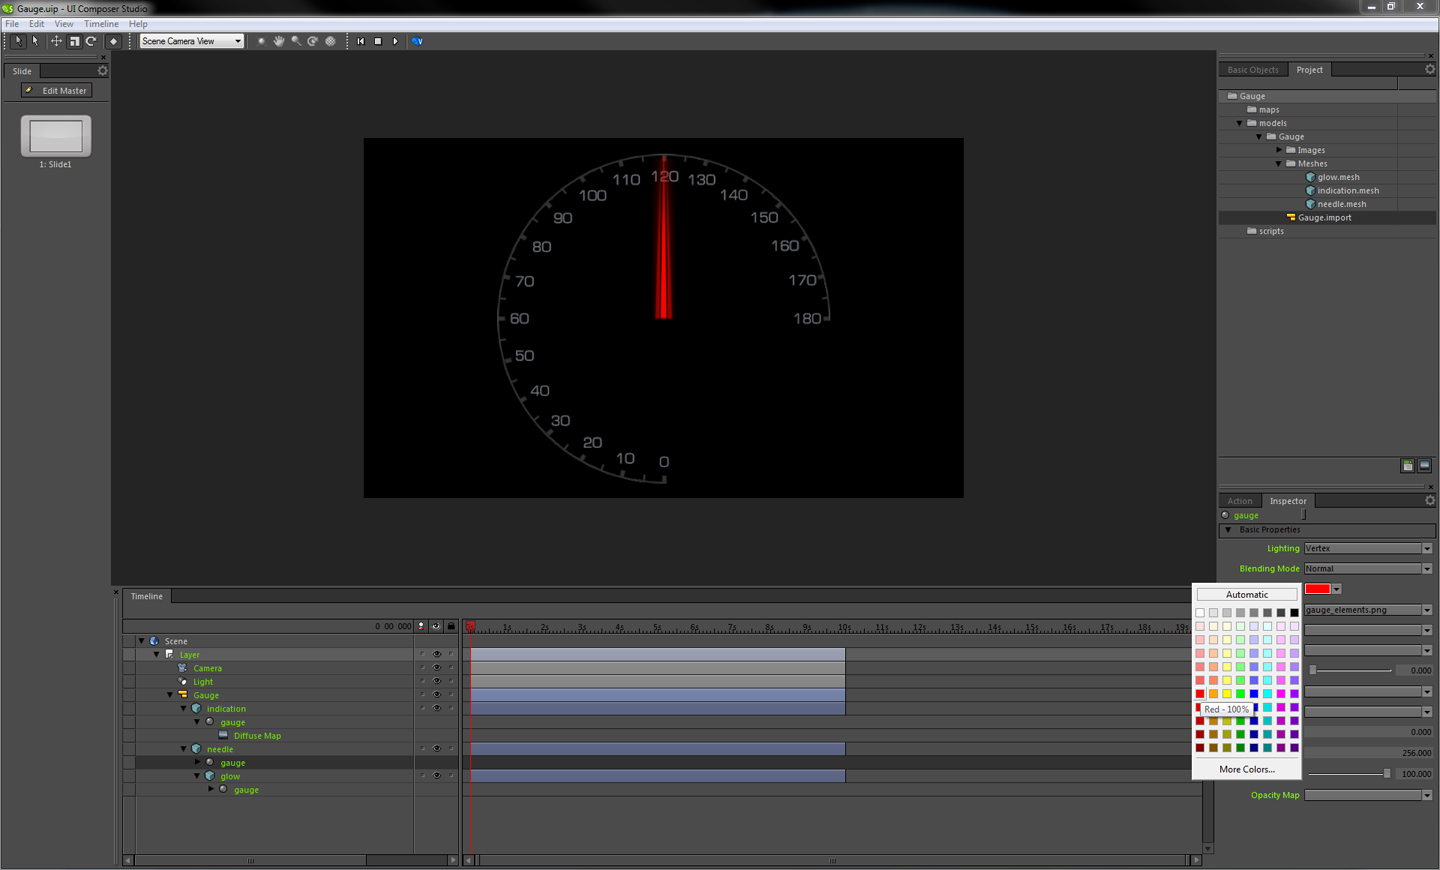 Gauge.uip - UI Composer Studio
File Edit View Timeline Help
Scene Camera View
Slide
Edit Master
1: Slide1
110 120 130
100 140
90 150
80 160
70 170
60 180
50
40
30
20
10 0
Basic Objects Project
Gauge
maps
models
Gauge
Images
Meshes
glow.mesh
indication.mesh
needle.mesh
Gauge.import
scripts
Action Inspector
gauge
Basic Properties
Lighting Vertex
Blending Mode Normal
gauge_elements.png
0.000
0.000
256.000
100.000
Opacity Map
Automatic
Red - 100%
More Colors...
Timeline
0 00 000
1s 2s 3s 4s 5s 6s 7s 8s 9s 10s 11s 12s 13s 14s 15s 16s 17s 18s 19s
Scene
Layer
Camera
Light
Gauge
indication
gauge
Diffuse Map
needle
gauge
glow
gauge